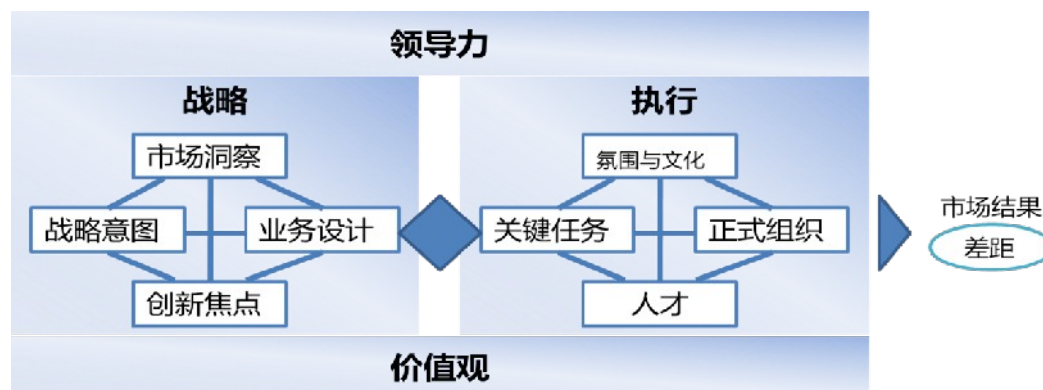 领导力
战略
市场洞察
战略意图
业务设计
创新焦点
执行
氛围与文化
关键任务
正式组织
人才
市场结果
差距
价值观